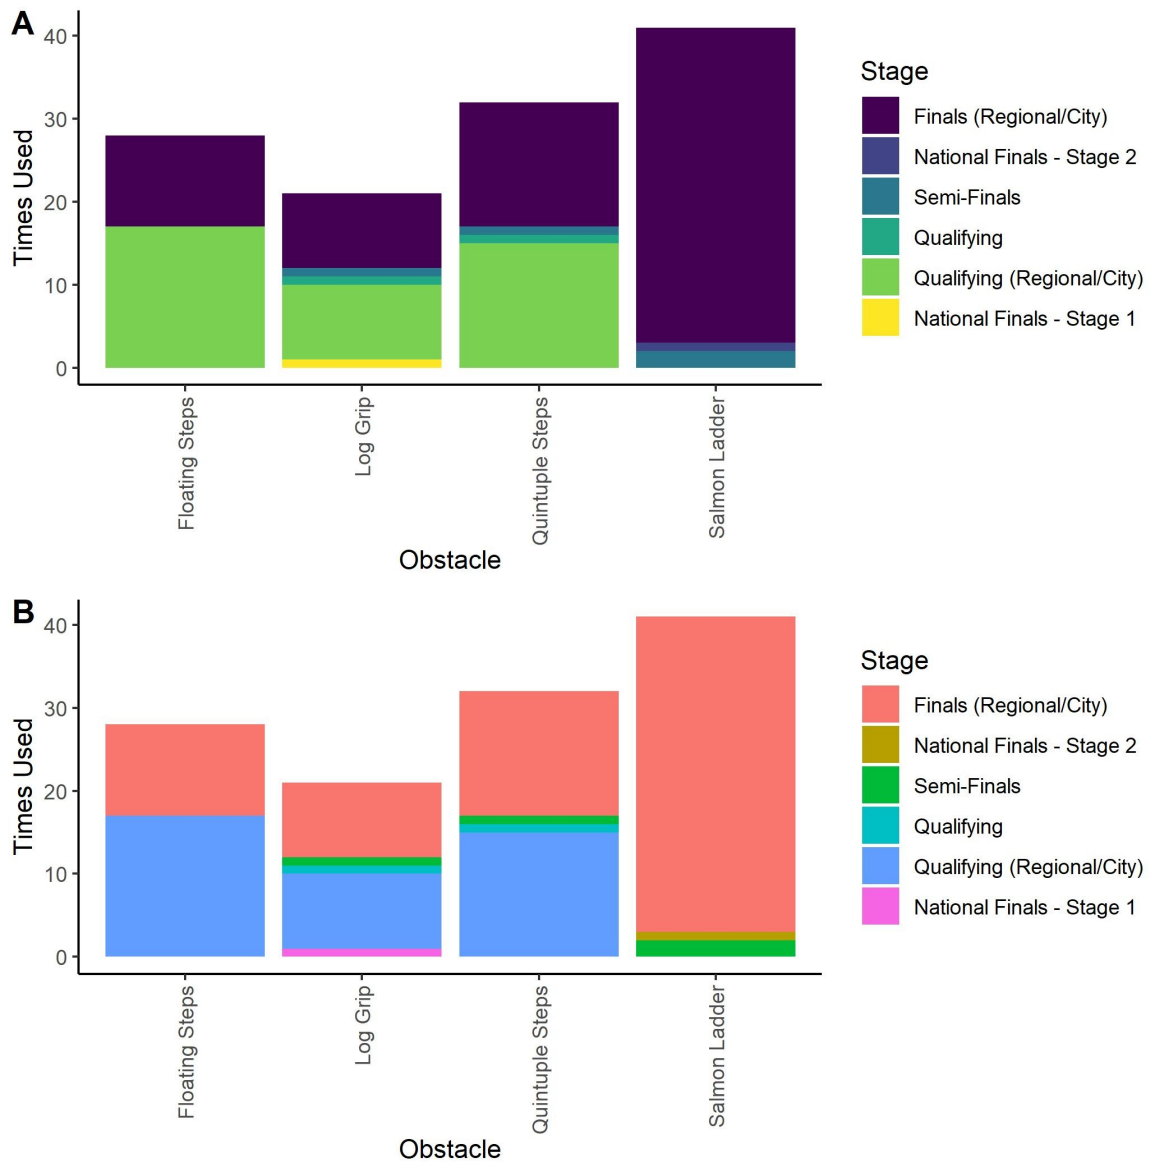 A
Times Used
40
30
20
10
0
Floating Steps
Log Grip
Quintuple Steps
Salmon Ladder
Obstacle
Stage
Finals (Regional/City)
National Finals - Stage 2
Semi-Finals
Qualifying
Qualifying (Regional/City)
National Finals - Stage 1
B
Times Used
40
30
20
10
0
Floating Steps
Log Grip
Quintuple Steps
Salmon Ladder
Obstacle
Stage
Finals (Regional/City)
National Finals - Stage 2
Semi-Finals
Qualifying
Qualifying (Regional/City)
National Finals - Stage 1